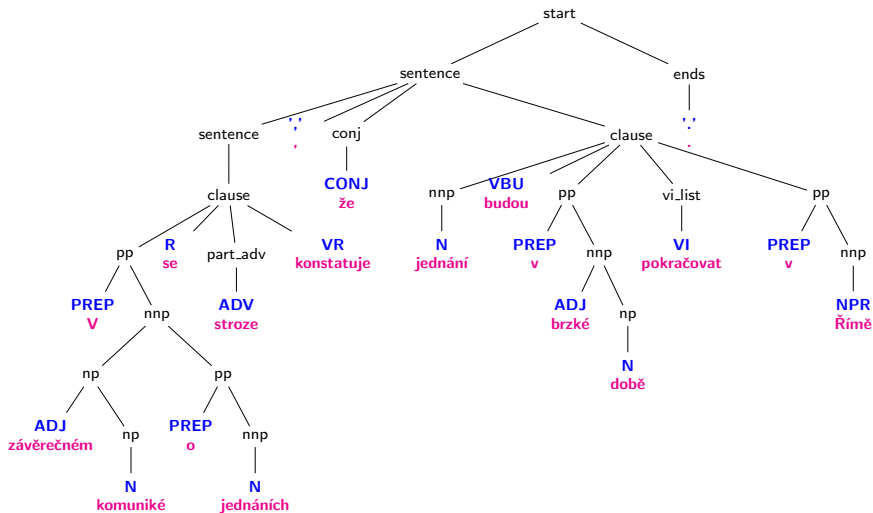 start
sentence ends
sentence ',' conj clause '.'
, .
clause CONJ nnp VBU pp vi_list pp
že budou
pp R part_adv VR N PREP nnp VI PREP nnp
se konstatuje jednání v pokračovat v
PREP nnp ADV ADJ np NPR
V stroze brzké Římě
np pp N
době
ADJ np PREP nnp
závěrečném o
N N
komuniké jednáních